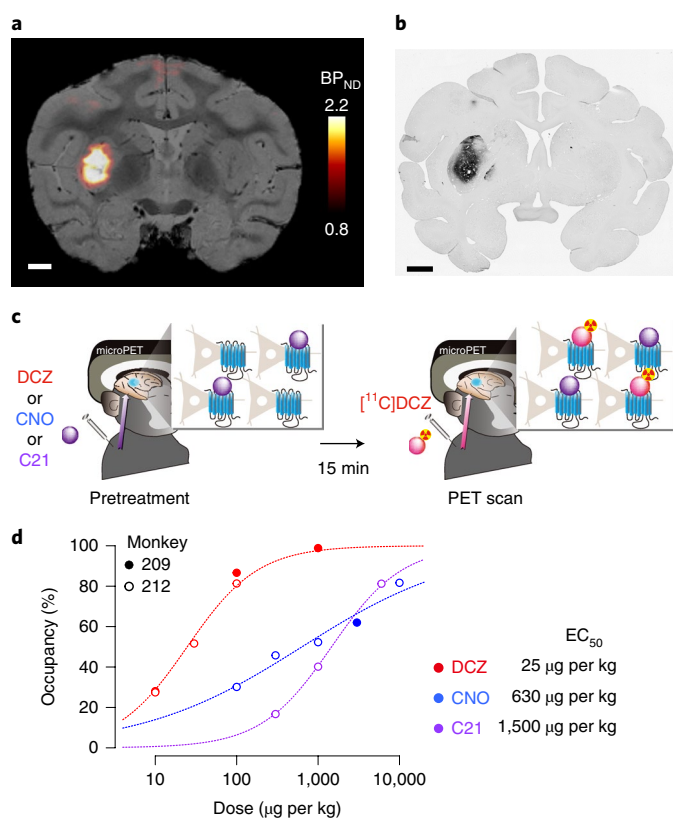 a
BP_ND
2.2
0.8
b
c
microPET
DCZ
or
CNO
or
C21
Pretreatment
15 min
microPET
[¹¹C]DCZ
PET scan
d
Monkey
209
212
100
80
60
40
20
0
Occupancy (%)
10 100 1,000 10,000
Dose (μg per kg)
EC₅₀
DCZ 25 μg per kg
CNO 630 μg per kg
C21 1,500 μg per kg